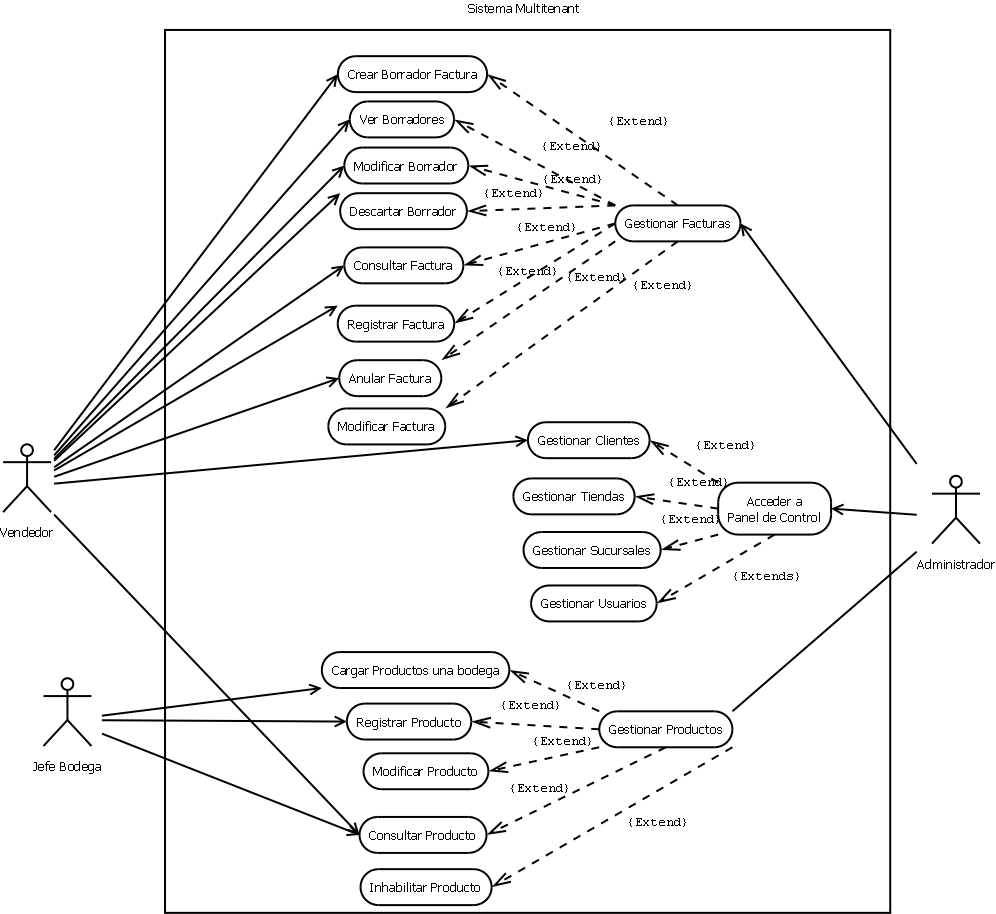 Sistema Multitenant
Crear Borrador Factura
{Extend}
Ver Borradores
{Extend}
Modificar Borrador
{Extend}
{Extend}
Descartar Borrador
Gestionar Facturas
{Extend}
Consultar Factura
{Extend}
{Extend}
{Extend}
Registrar Factura
Anular Factura
Modificar Factura
Gestionar Clientes
{Extend}
{Extend}
Gestionar Tiendas
Acceder a
Panel de Control
{Extend}
Vendedor
Gestionar Sucursales
Administrador
{Extends}
Gestionar Usuarios
Cargar Productos una bodega
{Extend}
{Extend}
Registrar Producto
Gestionar Productos
{Extend}
Jefe Bodega
Modificar Producto
{Extend}
{Extend}
Consultar Producto
Inhabilitar Producto